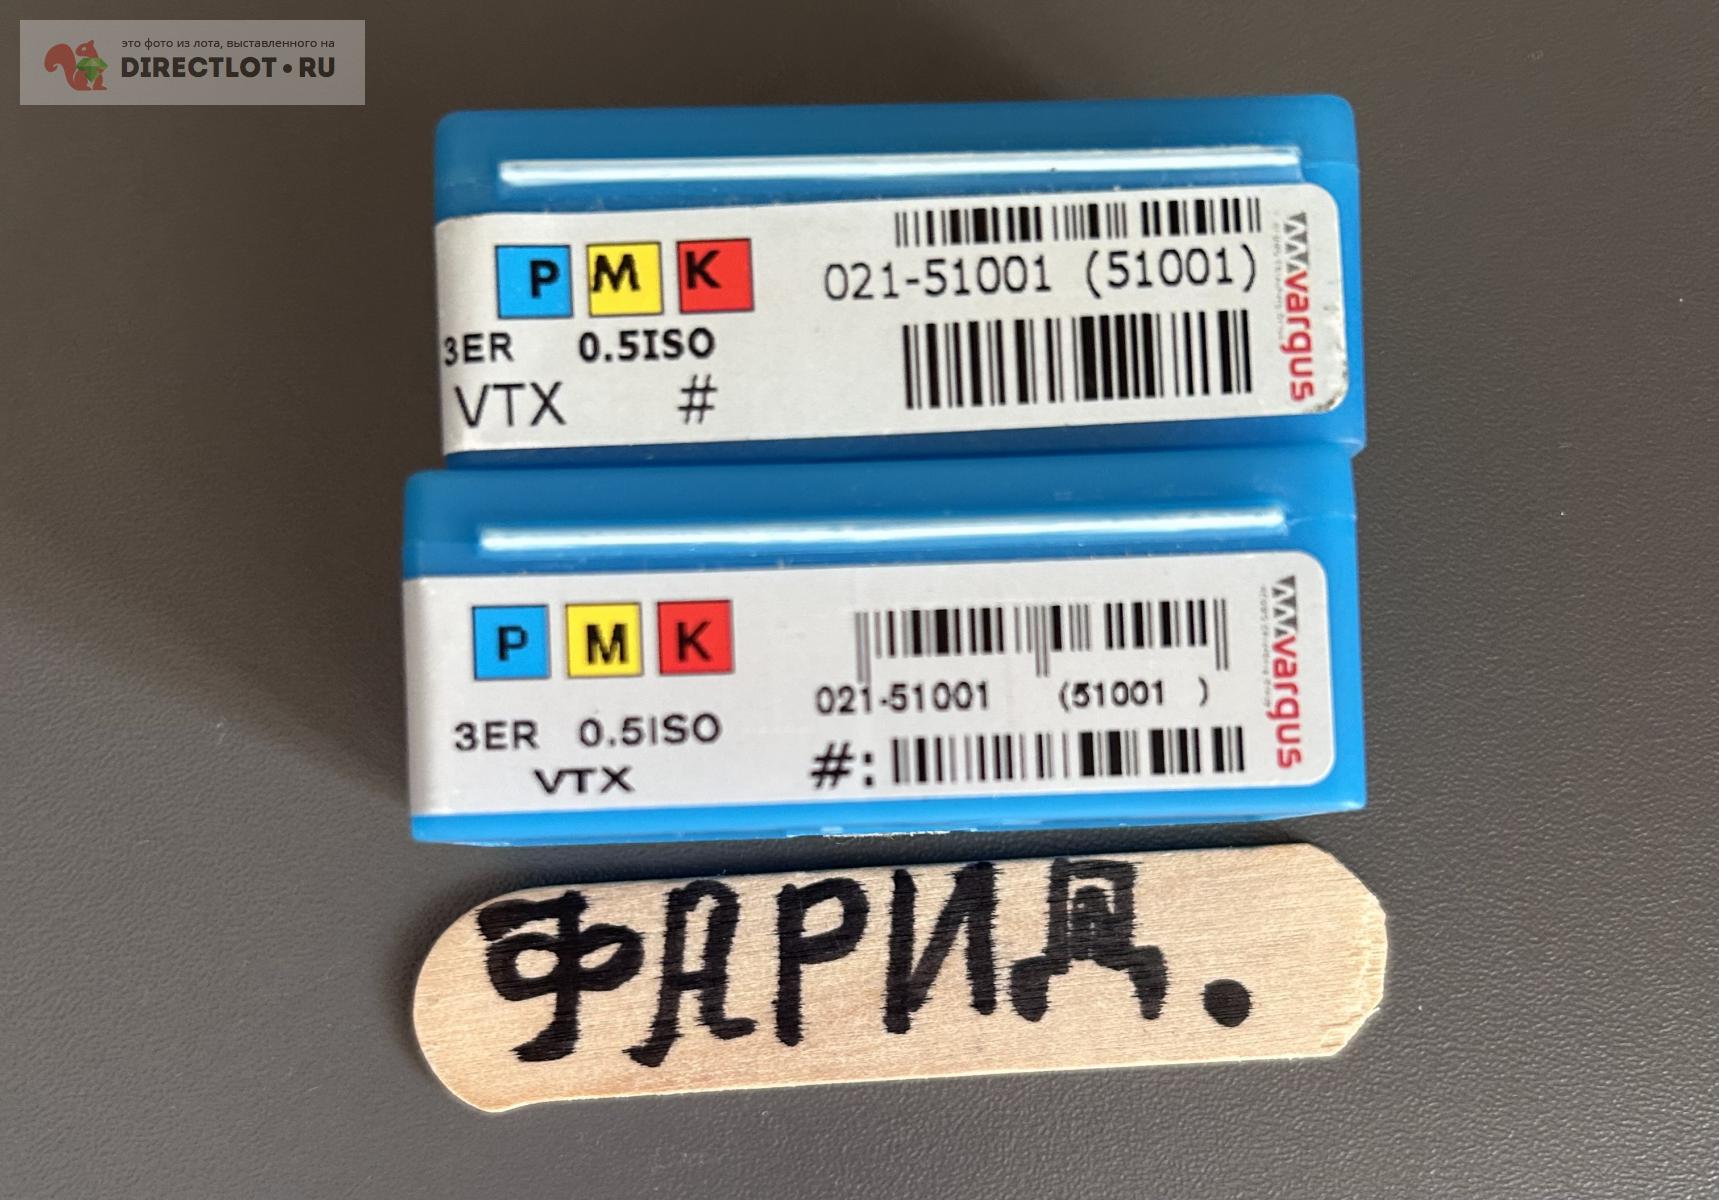 это фото из лота, выставленного на
DIRECTLOT•RU
P M K
3ER 0.5ISO
VTX #
021-51001 (51001)
vargus
P M K
3ER 0.5ISO
VTX
021-51001 (51001 )
#:
vargus
ФАРИД.